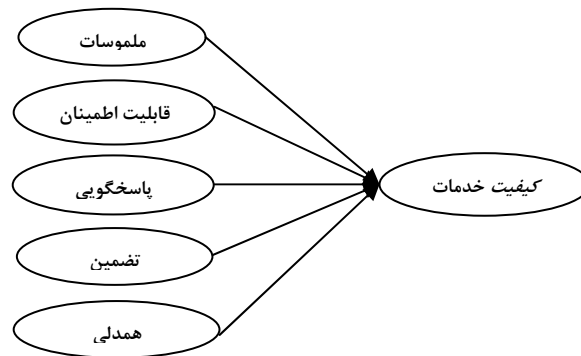 ملموسات
قابلیت اطمینان
پاسخگویی
کیفیت خدمات
تضمین
همدلی